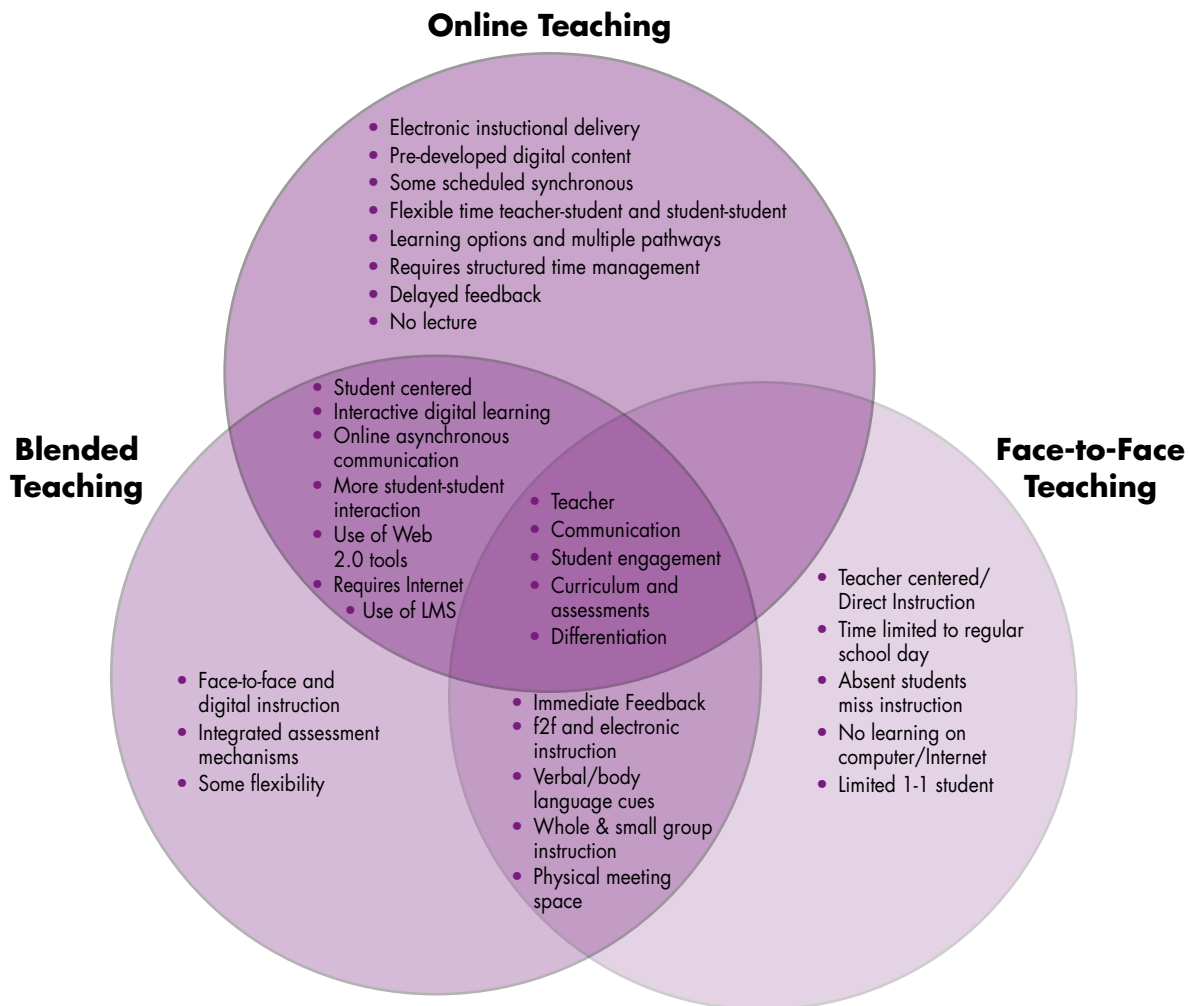 Online Teaching
• Electronic instuctional delivery
• Pre-developed digital content
• Some scheduled synchronous
• Flexible time teacher-student and student-student
• Learning options and multiple pathways
• Requires structured time management
• Delayed feedback
• No lecture
• Student centered
• Interactive digital learning
• Online asynchronous
communication
• More student-student
interaction
• Use of Web
2.0 tools
• Requires Internet
• Use of LMS
Blended
Teaching
Face-to-Face
Teaching
• Teacher
• Communication
• Student engagement
• Curriculum and
assessments
• Differentiation
• Teacher centered/
Direct Instruction
• Time limited to regular
school day
• Absent students
miss instruction
• No learning on
computer/Internet
• Limited 1-1 student
• Face-to-face and
digital instruction
• Integrated assessment
mechanisms
• Some flexibility
• Immediate Feedback
• f2f and electronic
instruction
• Verbal/body
language cues
• Whole & small group
instruction
• Physical meeting
space